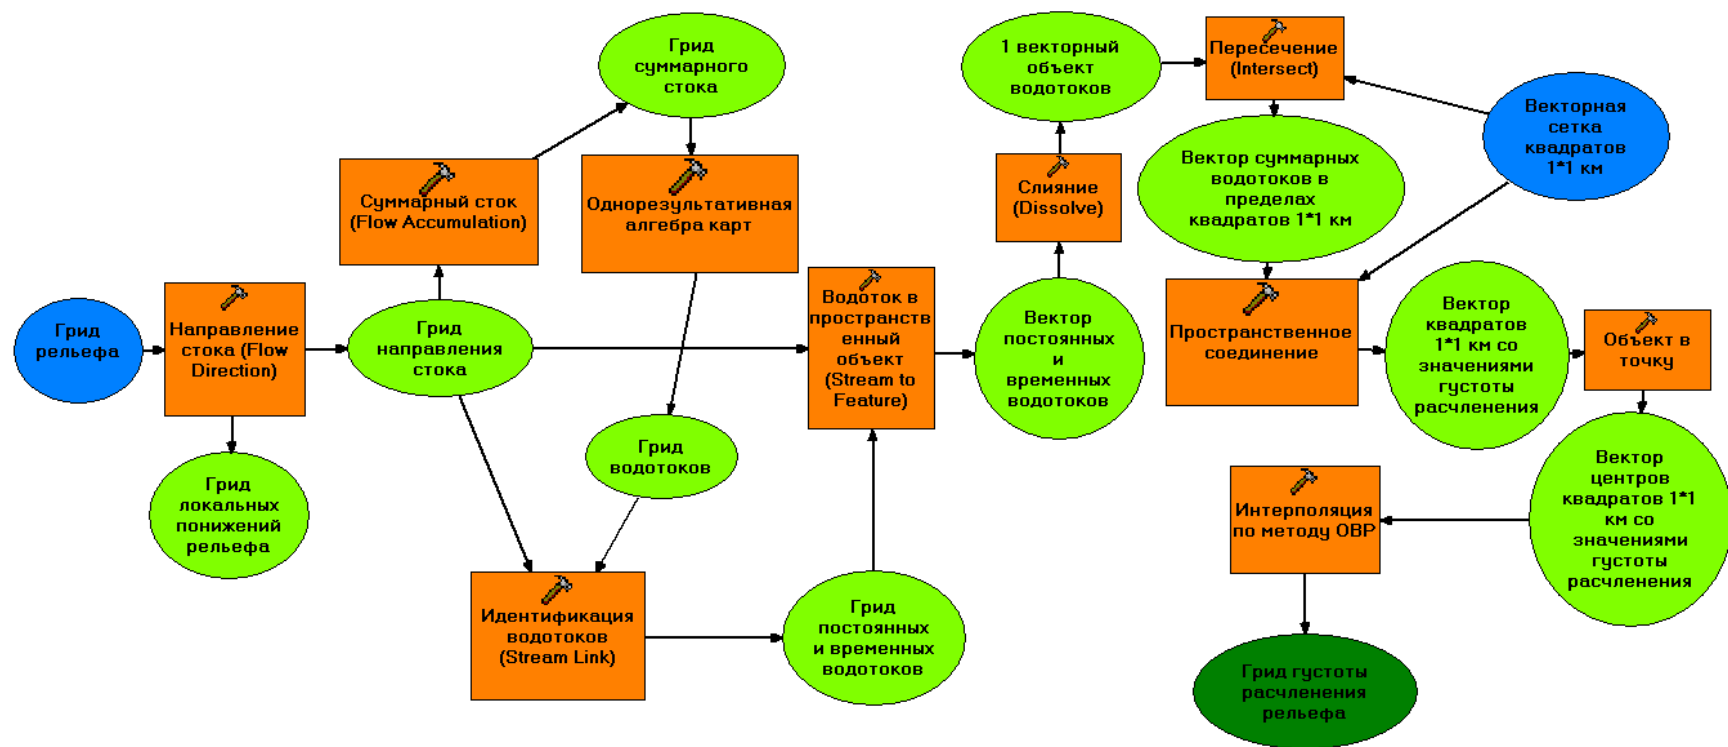 Грид
рельефа
Направление
стока (Flow
Direction)
Грид
локальных
понижений
рельефа
Суммарный сток
(Flow Accumulation)
Грид
направления
стока
Грид
суммарного
стока
Однорезультативная
алгебра карт
Грид
водотоков
Идентификация
водотоков
(Stream Link)
Грид
постоянных
и временных
водотоков
Водоток в
пространств
енный
объект
(Stream to
Feature)
Вектор
постоянных
и
временных
водотоков
Слияние
(Dissolve)
1 векторный
объект
водотоков
Пересечение
(Intersect)
Векторная
сетка
квадратов
1*1 км
Вектор суммарных
водотоков в
пределах
квадратов 1*1 км
Пространственное
соединение
Вектор
квадратов
1*1 км со
значениями
густоты
расчленения
Объект в
точку
Вектор
центров
квадратов 1*1
км со
значениями
густоты
расчленения
Интерполяция
по методу ОВР
Грид густоты
расчленения
рельефа